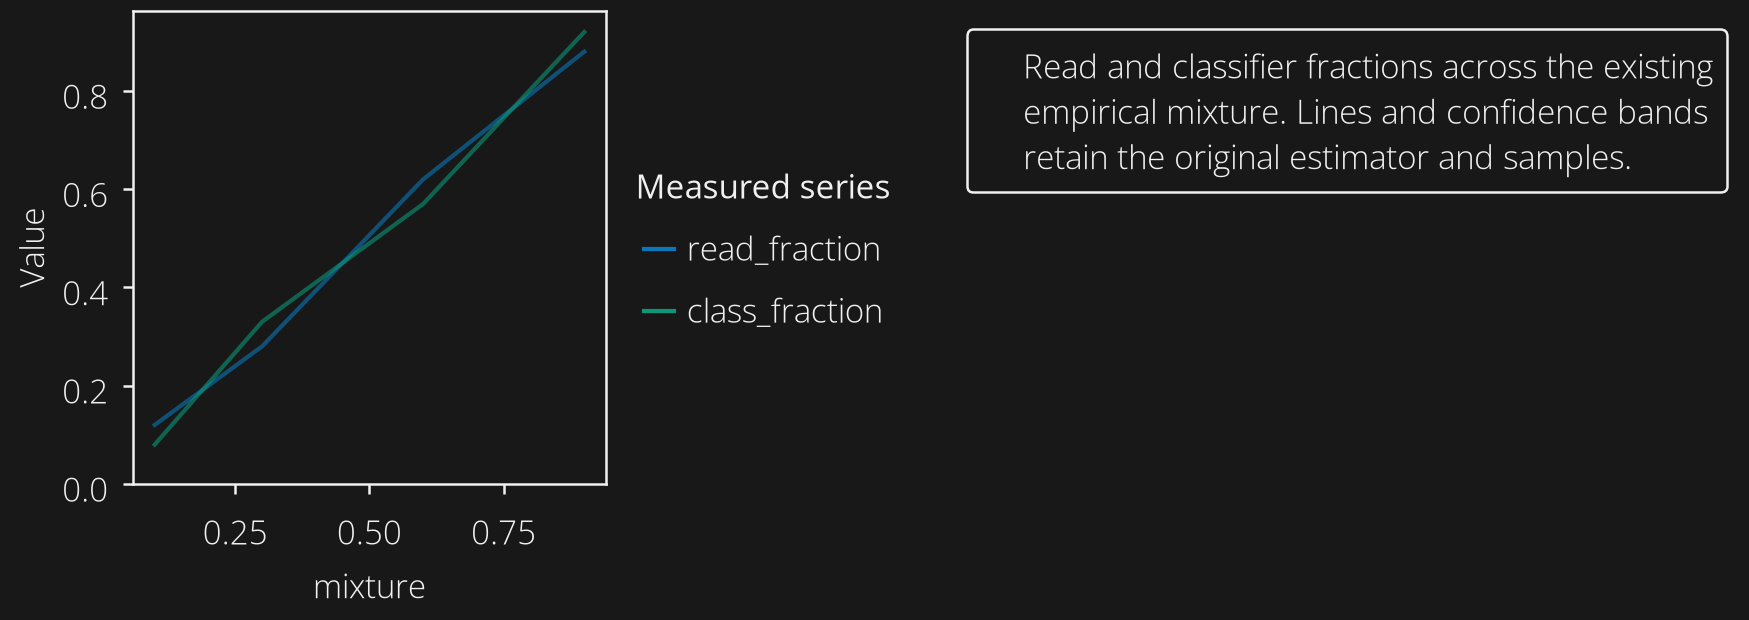 Value
0.8
0.6
0.4
0.2
0.0
0.25 0.50 0.75
mixture
Measured series
read_fraction
class_fraction
Read and classifier fractions across the existing
empirical mixture. Lines and confidence bands
retain the original estimator and samples.